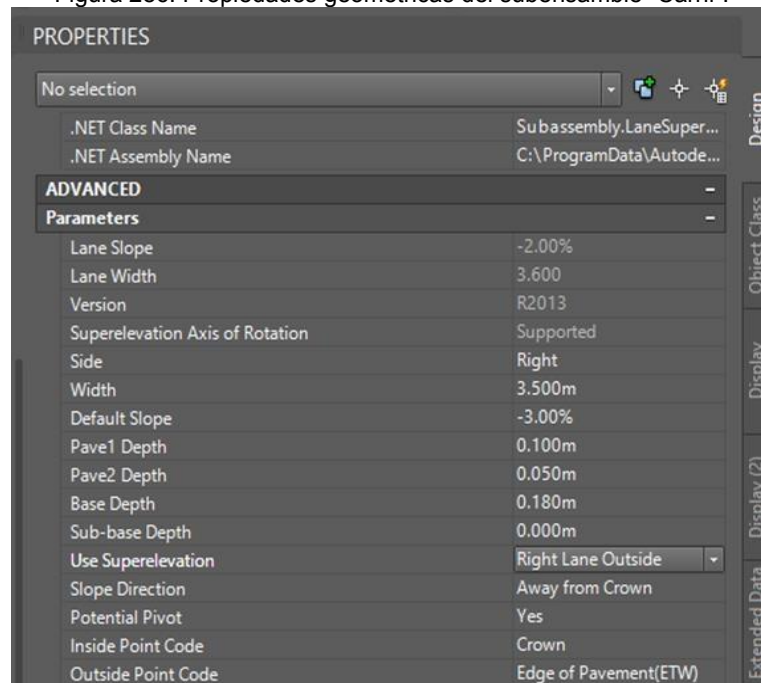 PROPERTIES
No selection
.NET Class Name Subassembly.LaneSuper...
.NET Assembly Name C:\ProgramData\Autode...
ADVANCED
Parameters
Lane Slope -2.00%
Lane Width 3.600
Version R2013
Superelevation Axis of Rotation Supported
Side Right
Width 3.500m
Default Slope -3.00%
Pave1 Depth 0.100m
Pave2 Depth 0.050m
Base Depth 0.180m
Sub-base Depth 0.000m
Use Superelevation Right Lane Outside
Slope Direction Away from Crown
Potential Pivot Yes
Inside Point Code Crown
Outside Point Code Edge of Pavement(ETW)
Design
Object Class
Display
Display (2)
Extended Data